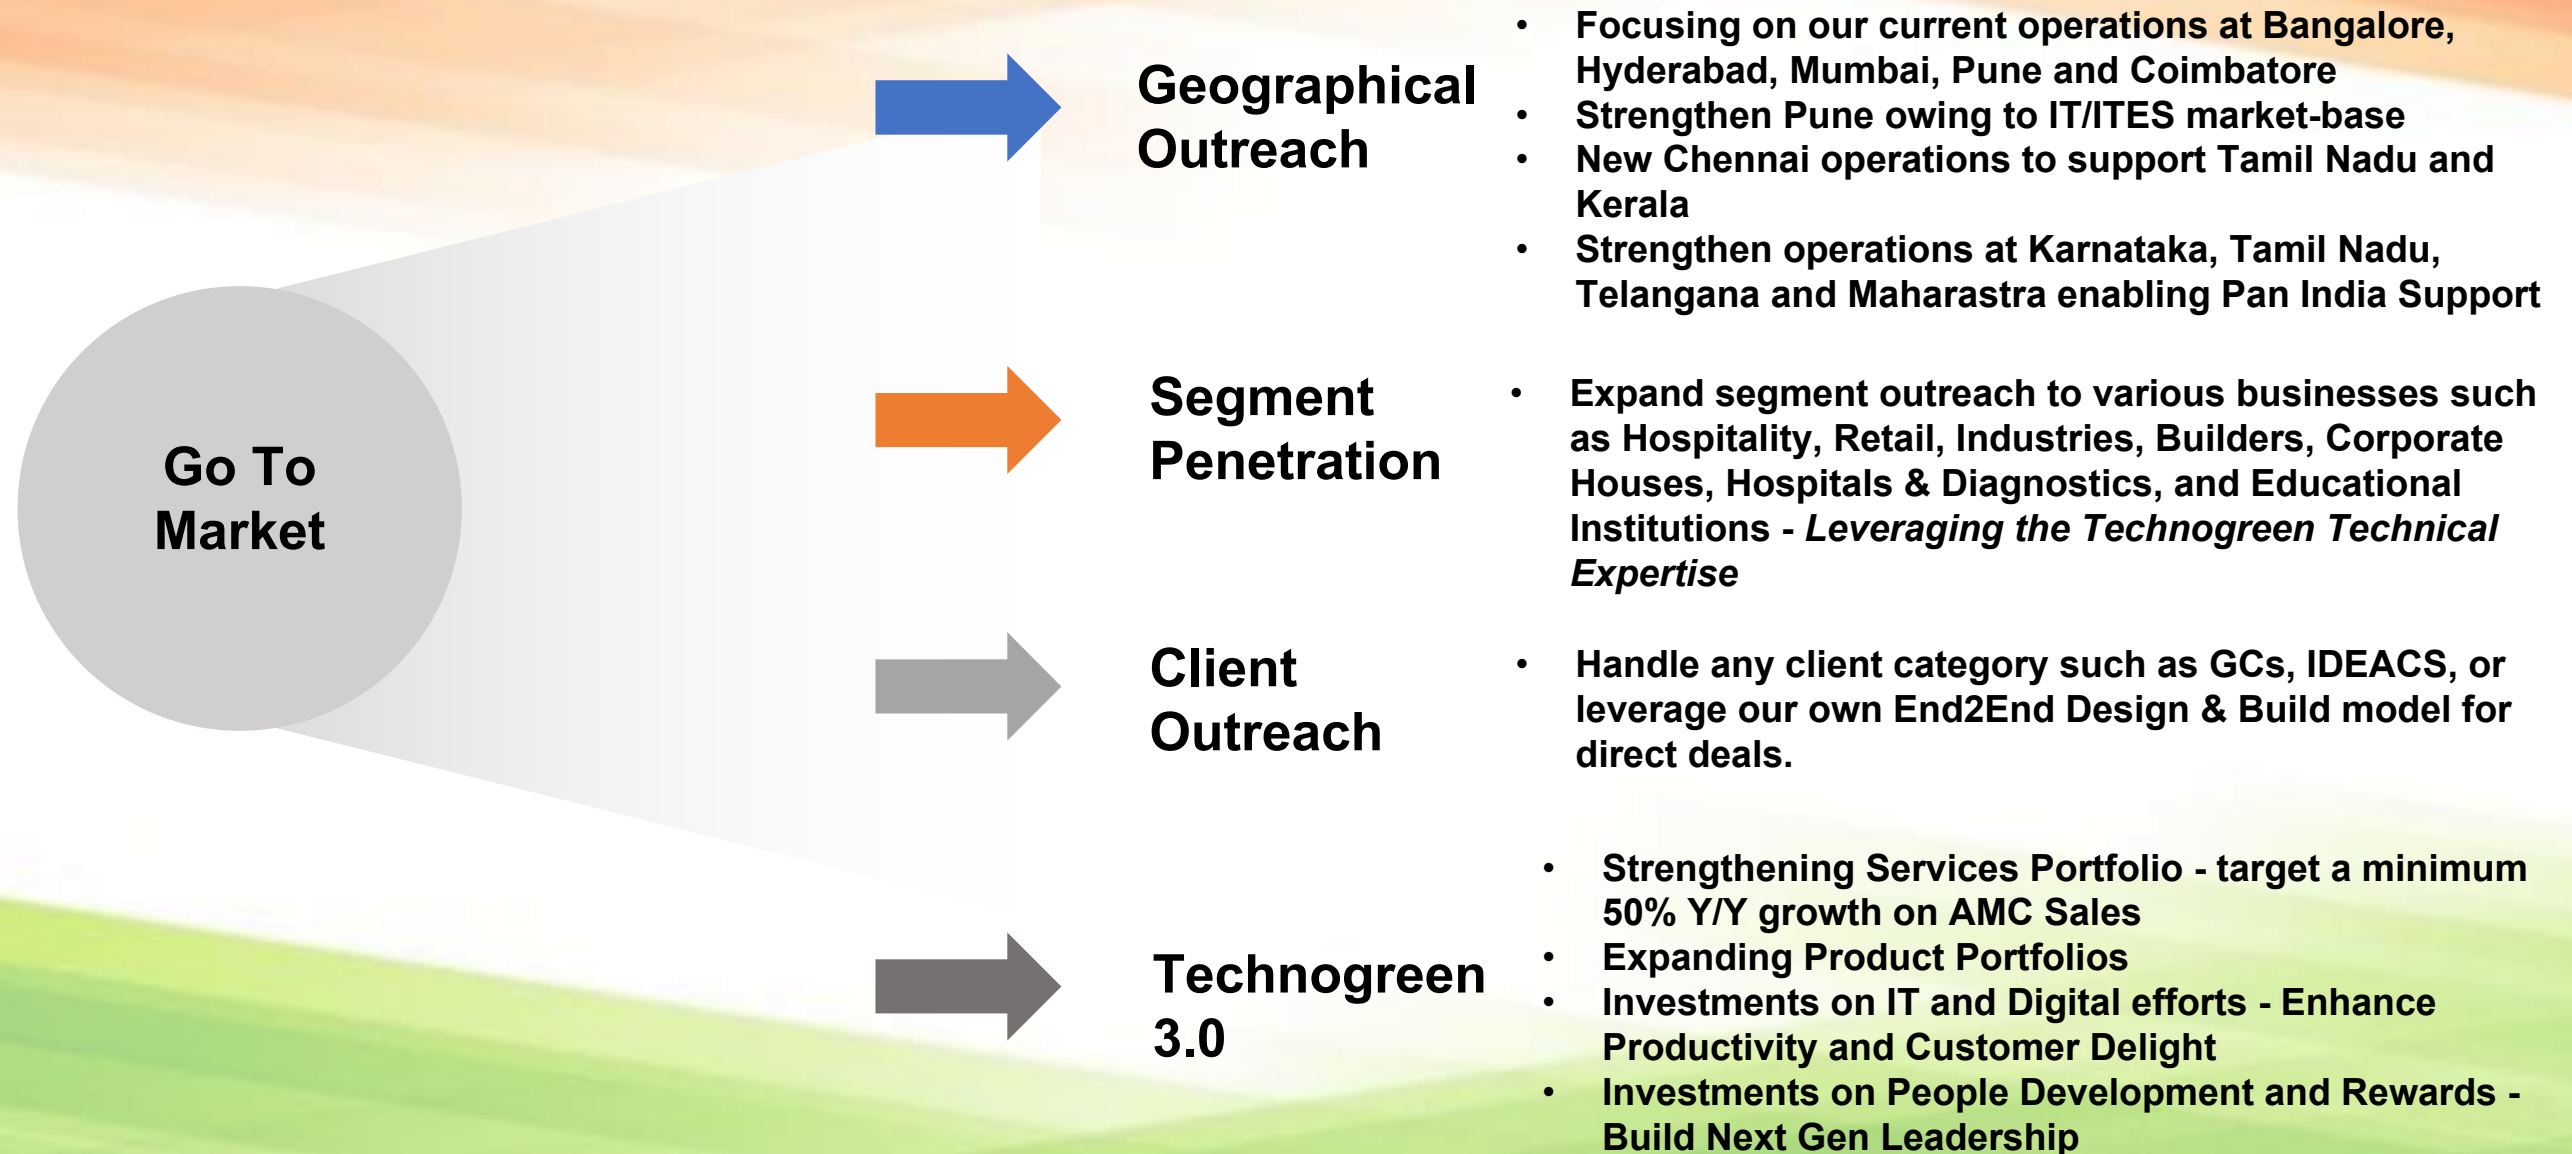 Go To
Market
Geographical
Outreach
• Focusing on our current operations at Bangalore,
Hyderabad, Mumbai, Pune and Coimbatore
• Strengthen Pune owing to IT/ITES market-base
• New Chennai operations to support Tamil Nadu and
Kerala
• Strengthen operations at Karnataka, Tamil Nadu,
Telangana and Maharastra enabling Pan India Support
Segment
Penetration
• Expand segment outreach to various businesses such
as Hospitality, Retail, Industries, Builders, Corporate
Houses, Hospitals & Diagnostics, and Educational
Institutions - Leveraging the Technogreen Technical
Expertise
Client
Outreach
• Handle any client category such as GCs, IDEACS, or
leverage our own End2End Design & Build model for
direct deals.
Technogreen
3.0
• Strengthening Services Portfolio - target a minimum
50% Y/Y growth on AMC Sales
• Expanding Product Portfolios
• Investments on IT and Digital efforts - Enhance
Productivity and Customer Delight
• Investments on People Development and Rewards -
Build Next Gen Leadership